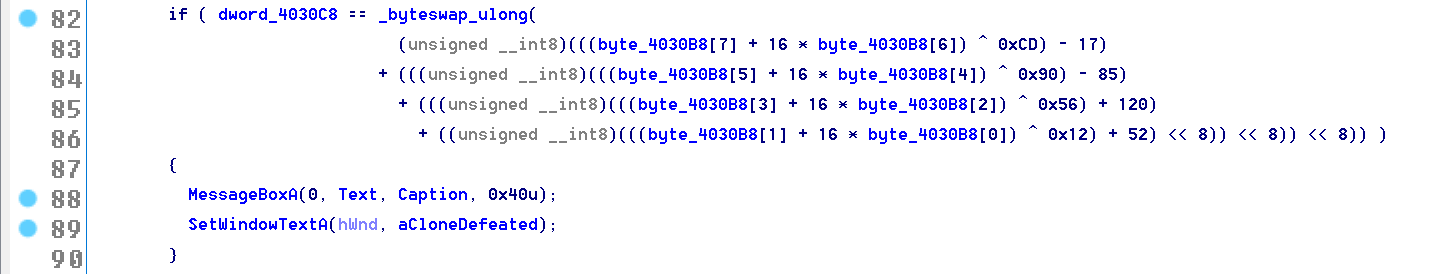 82 if ( dword_4030C8 == _byteswap_ulong(
83 (unsigned __int8)(((byte_4030B8[7] + 16 * byte_4030B8[6]) ^ 0xCD) - 17)
84 + (((unsigned __int8)(((byte_4030B8[5] + 16 * byte_4030B8[4]) ^ 0x90) - 85)
85 + (((unsigned __int8)(((byte_4030B8[3] + 16 * byte_4030B8[2]) ^ 0x56) + 120)
86 + ((unsigned __int8)(((byte_4030B8[1] + 16 * byte_4030B8[0]) ^ 0x12) + 52) << 8)) << 8)) << 8)) )
87 {
88 MessageBoxA(0, Text, Caption, 0x40u);
89 SetWindowTextA(hWnd, aCloneDefeated);
90 }